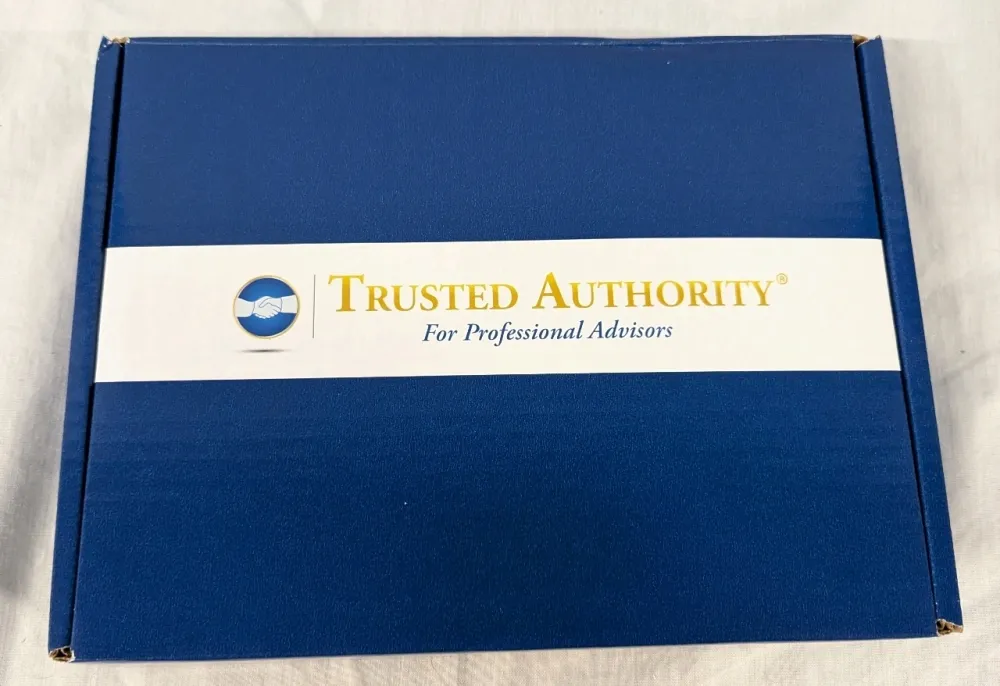 TRUSTED AUTHORITY®
For Professional Advisors